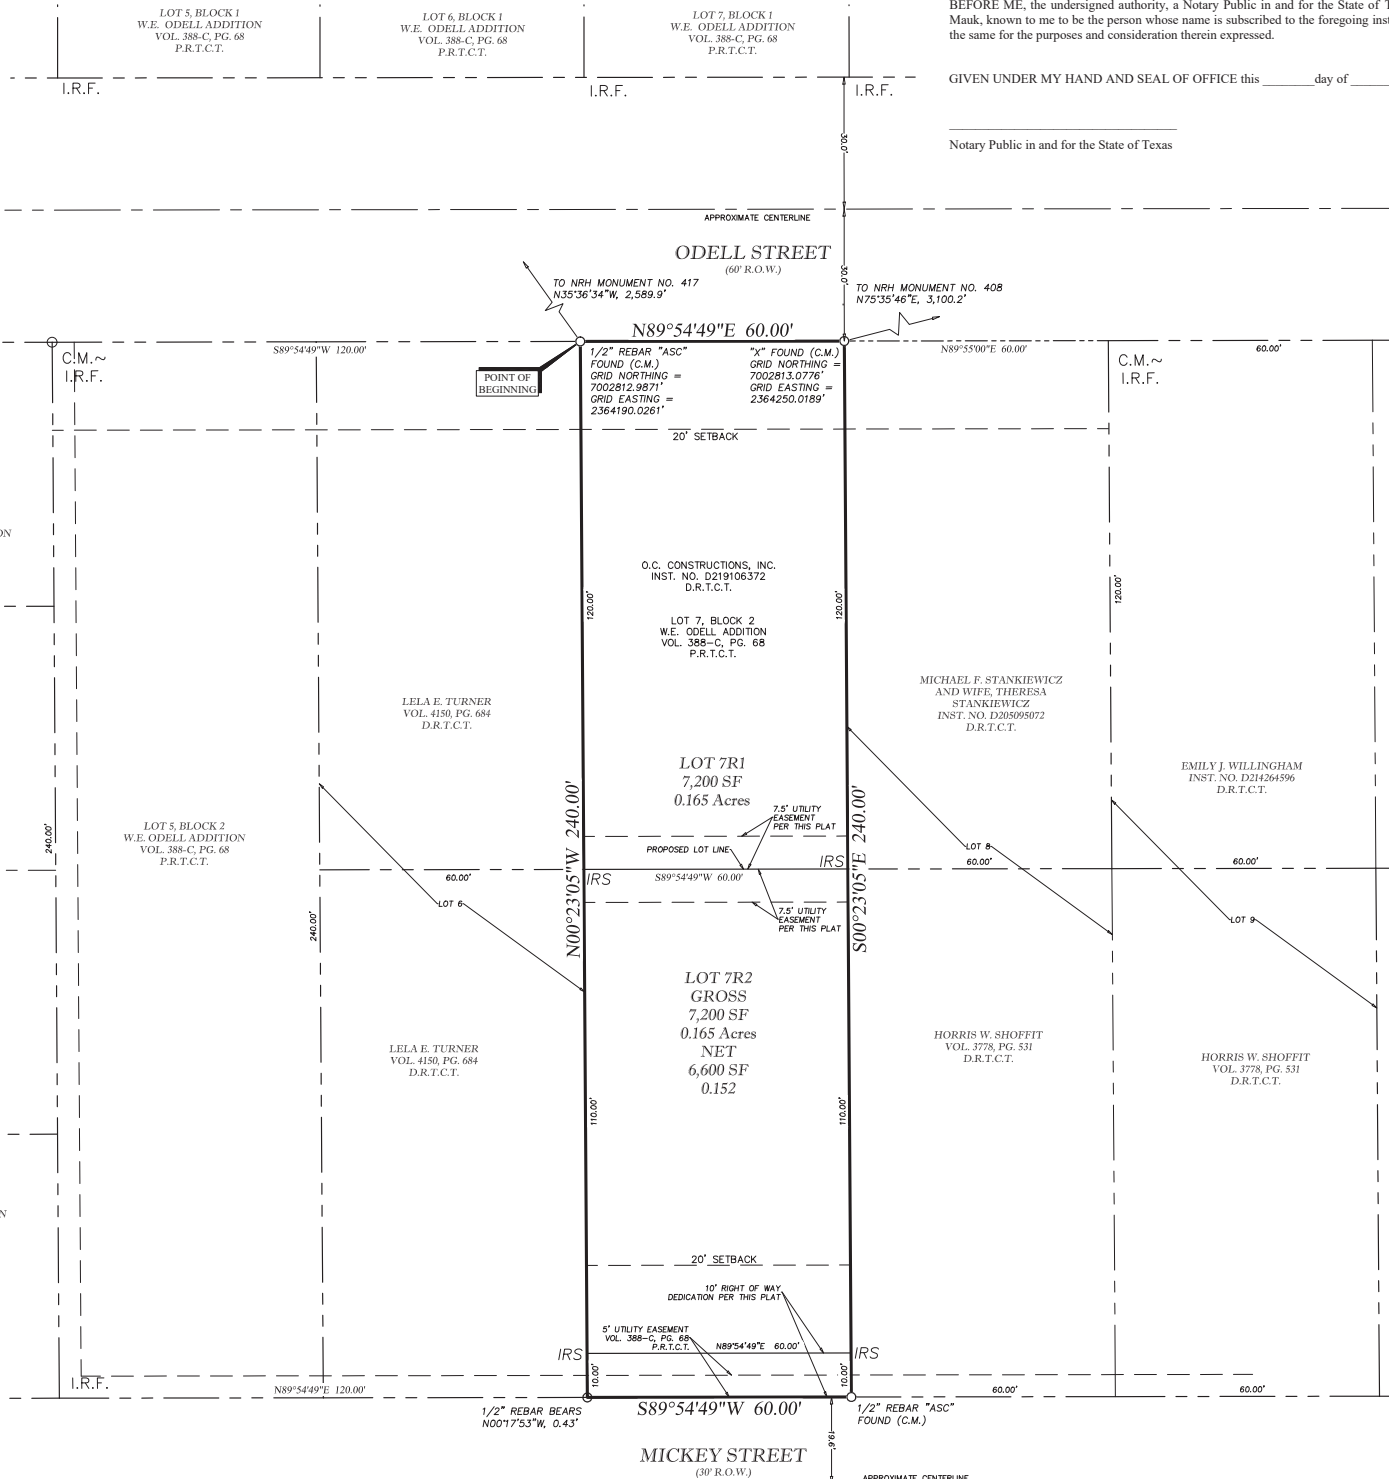 LOT 5, BLOCK 1
W.E. ODELL ADDITION
VOL. 388-C, PG. 68
P.R.T.C.T.
LOT 6, BLOCK 1
W.E. ODELL ADDITION
VOL. 388-C, PG. 68
P.R.T.C.T.
LOT 7, BLOCK 1
W.E. ODELL ADDITION
VOL. 388-C, PG. 68
P.R.T.C.T.
BEFORE ME, the undersigned authority, a Notary Public in and for the State of
Mauk, known to me to be the person whose name is subscribed to the foregoing
the same for the purposes and consideration therein expressed.
GIVEN UNDER MY HAND AND SEAL OF OFFICE this ________day of ______
Notary Public in and for the State of Texas
I.R.F.
I.R.F.
I.R.F.
30.0'
APPROXIMATE CENTERLINE
ODELL STREET
(60' R.O.W.)
30.0'
TO NRH MONUMENT NO. 417
N35°36'34"W, 2,589.9'
TO NRH MONUMENT NO. 408
N75°35'46"E, 3,100.2'
N89°54'49"E 60.00'
S89°54'49"W 120.00'
N89°55'00"E 60.00'
60.00'
C.M.~
I.R.F.
POINT OF
BEGINNING
1/2" REBAR "ASC"
FOUND (C.M.)
GRID NORTHING =
7002812.9871'
GRID EASTING =
2364190.0261'
"X" FOUND (C.M.)
GRID NORTHING =
7002813.0776'
GRID EASTING =
2364250.0189'
C.M.~
I.R.F.
20' SETBACK
ON
O.C. CONSTRUCTIONS, INC.
INST. NO. D219106372
D.R.T.C.T.
120.00'
120.00'
120.00'
LOT 7, BLOCK 2
W.E. ODELL ADDITION
VOL. 388-C, PG. 68
P.R.T.C.T.
LELA E. TURNER
VOL. 4150, PG. 684
D.R.T.C.T.
MICHAEL F. STANKIEWICZ
AND WIFE, THERESA
STANKIEWICZ
INST. NO. D205095072
D.R.T.C.T.
EMILY J. WILLINGHAM
INST. NO. D214264596
D.R.T.C.T.
LOT 7R1
7,200 SF
0.165 Acres
7.5' UTILITY
EASEMENT
PER THIS PLAT
PROPOSED LOT LINE
LOT 5, BLOCK 2
W.E. ODELL ADDITION
VOL. 388-C, PG. 68
P.R.T.C.T.
240.00'
N00°23'05"W 240.00'
S00°23'05"E 240.00'
IRS
IRS
S89°54'49"W 60.00'
60.00'
60.00'
60.00'
LOT 8
LOT 6
LOT 9
240.00'
7.5' UTILITY
EASEMENT
PER THIS PLAT
LOT 7R2
GROSS
7,200 SF
0.165 Acres
NET
6,600 SF
0.152
LELA E. TURNER
VOL. 4150, PG. 684
D.R.T.C.T.
HORRIS W. SHOFFIT
VOL. 3778, PG. 531
D.R.T.C.T.
HORRIS W. SHOFFIT
VOL. 3778, PG. 531
D.R.T.C.T.
110.00'
110.00'
N
20' SETBACK
10' RIGHT OF WAY
DEDICATION PER THIS PLAT
5' UTILITY EASEMENT
VOL. 388-C, PG. 68
P.R.T.C.T.
N89°54'49"E 60.00'
IRS
IRS
10.00'
10.00'
I.R.F.
N89°54'49"E 120.00'
60.00'
60.00'
1/2" REBAR BEARS
N00°17'53"W, 0.43'
S89°54'49"W 60.00'
1/2" REBAR "ASC"
FOUND (C.M.)
19.6'
MICKEY STREET
(30' R.O.W.)
APPROXIMATE CENTERLINE